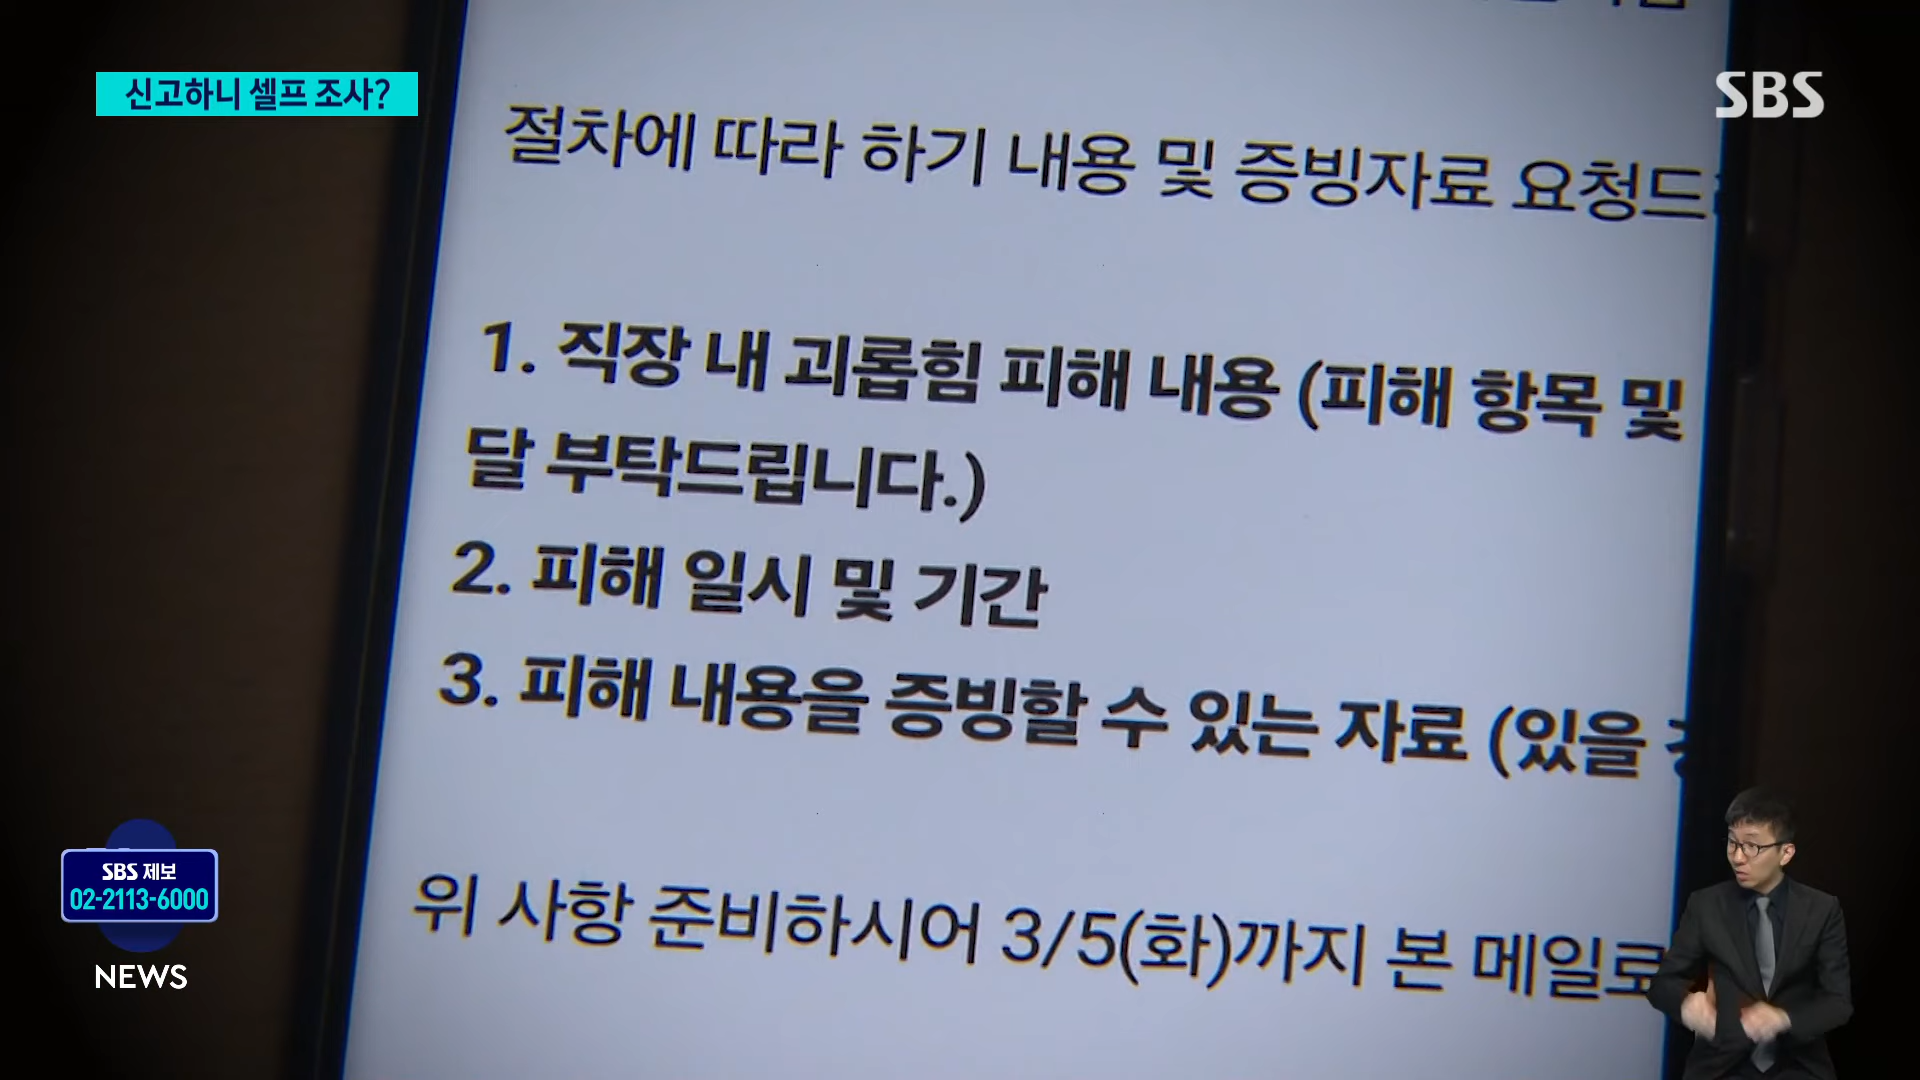 신고하니 셀프 조사?
SBS
절차에 따라 하기 내용 및 증빙자료 요청드
1. 직장 내 괴롭힘 피해 내용 (피해 항목 및
달 부탁드립니다.)
2. 피해 일시 및 기간
3. 피해 내용을 증빙할 수 있는 자료 (있을
위 사항 준비하시어 3/5(화)까지 본 메일로
SBS 제보
02-2113-6000
NEWS